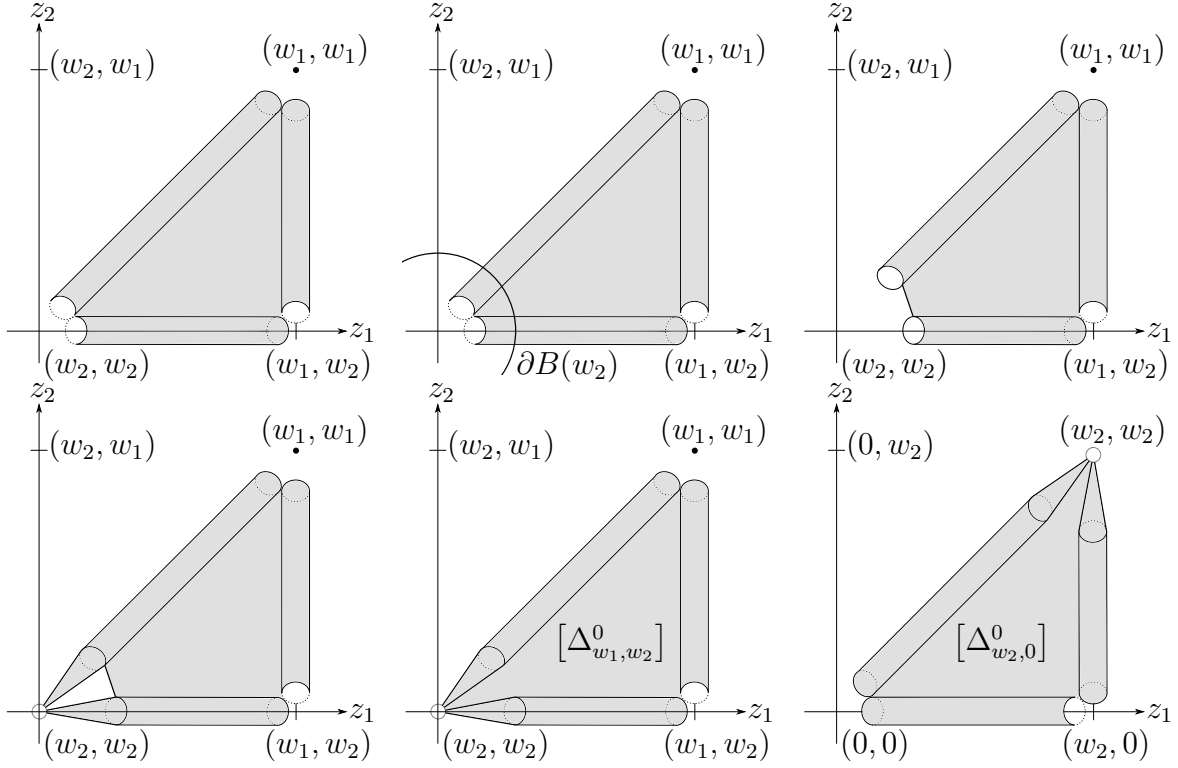 $z_2$
$(w_2, w_1)$
$(w_1, w_1)$
$z_1$
$(w_2, w_2)$
$(w_1, w_2)$
$z_2$
$(w_2, w_1)$
$(w_1, w_1)$
$z_1$
$\partial B(w_2)$
$(w_1, w_2)$
$z_2$
$(w_2, w_1)$
$(w_1, w_1)$
$z_1$
$(w_2, w_2)$
$(w_1, w_2)$
$z_2$
$(w_2, w_1)$
$(w_1, w_1)$
$z_1$
$(w_2, w_2)$
$(w_1, w_2)$
$z_2$
$(w_2, w_1)$
$(w_1, w_1)$
$[\Delta^0_{w_1,w_2}]$
$z_1$
$(w_2, w_2)$
$(w_1, w_2)$
$z_2$
$(0, w_2)$
$(w_2, w_2)$
$[\Delta^0_{w_2,0}]$
$z_1$
$(0, 0)$
$(w_2, 0)$